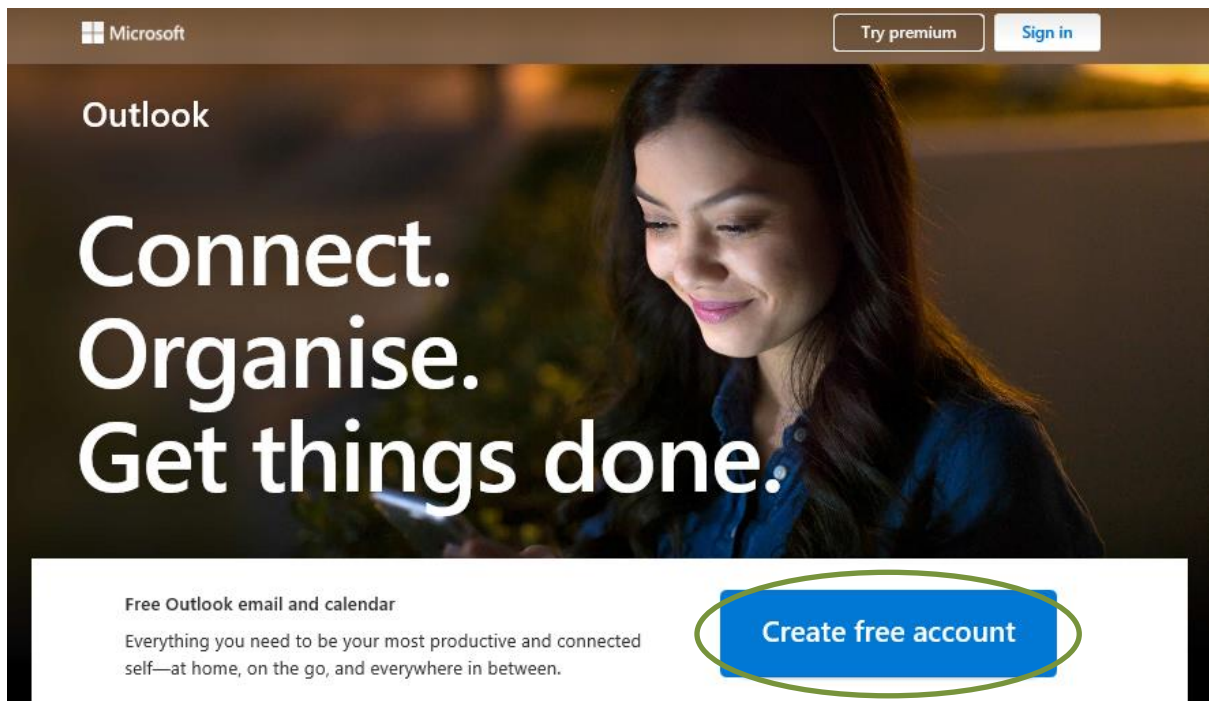 Microsoft
Try premium
Sign in
Outlook
Connect.
Organise.
Get things done.
Free Outlook email and calendar
Everything you need to be your most productive and connected
self—at home, on the go, and everywhere in between.
Create free account